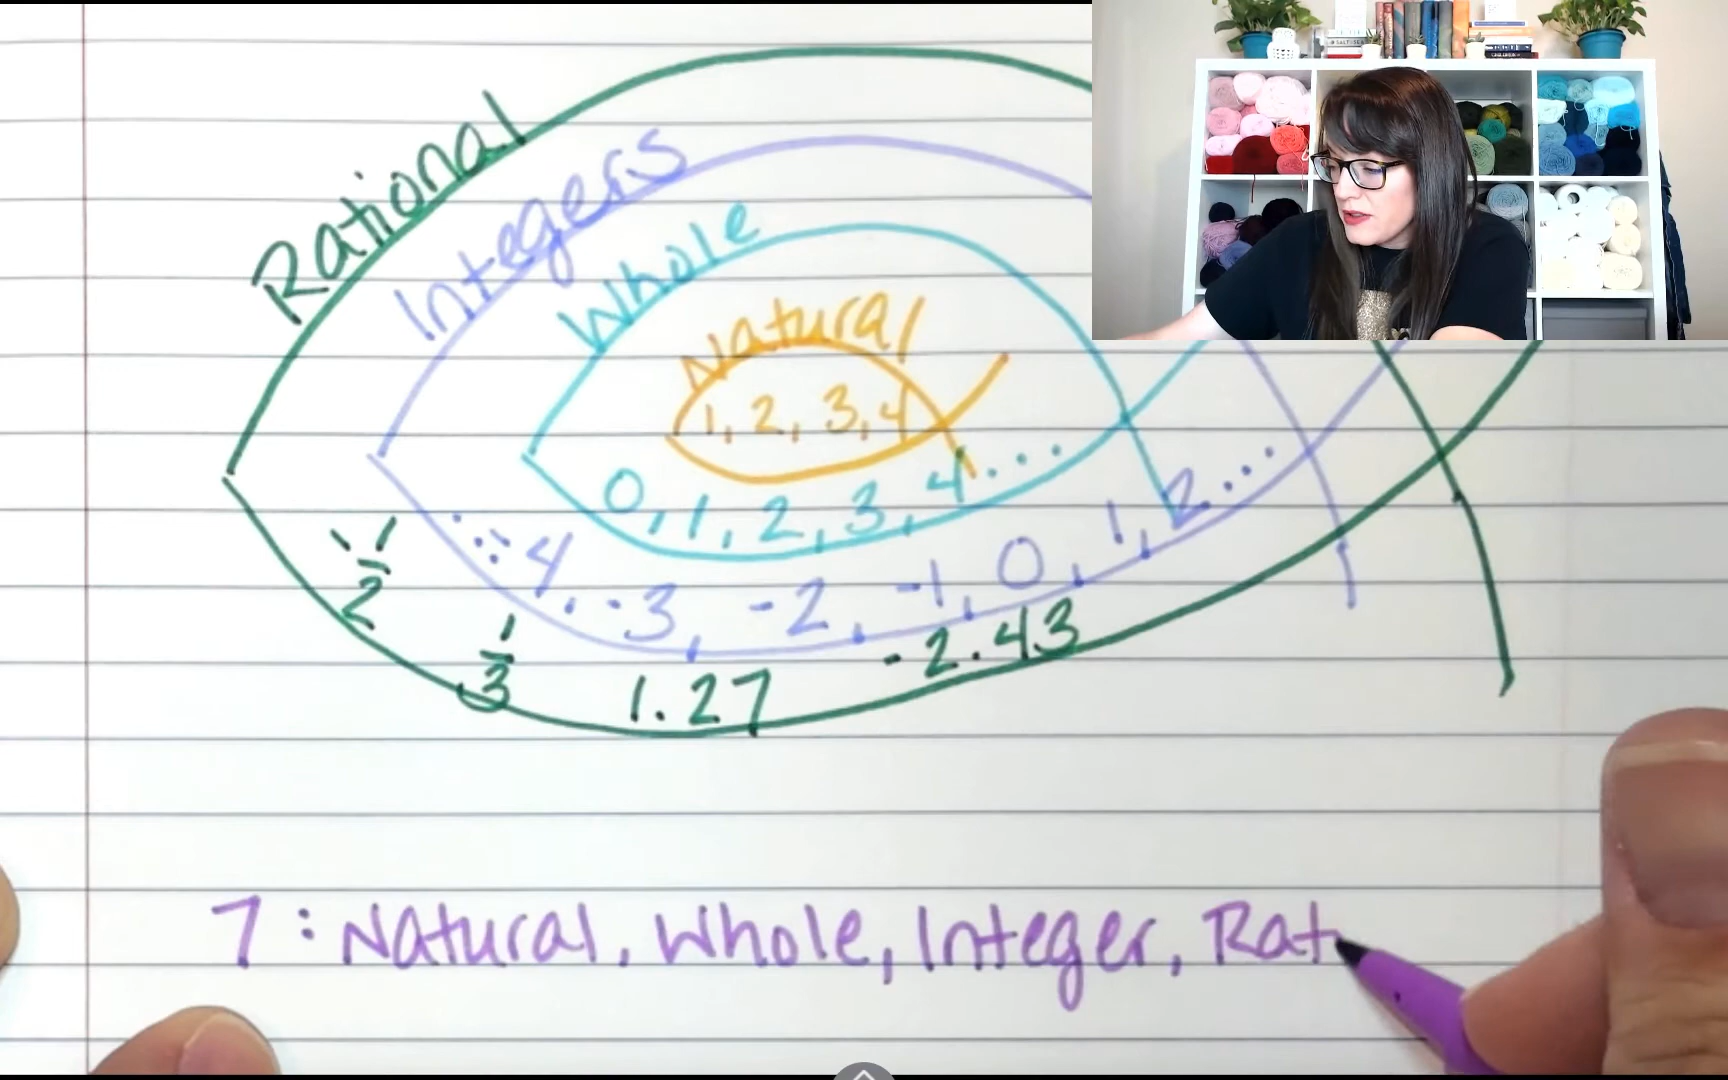 Rational
Integers
Whole
Natural
1, 2, 3, 4
0, 1, 2, 3, 4...
...-4, -3, -2, -1, 0, 1, 2...
-1/2
1/3
1.27
-2.43
7: Natural, Whole, Integer, Rat